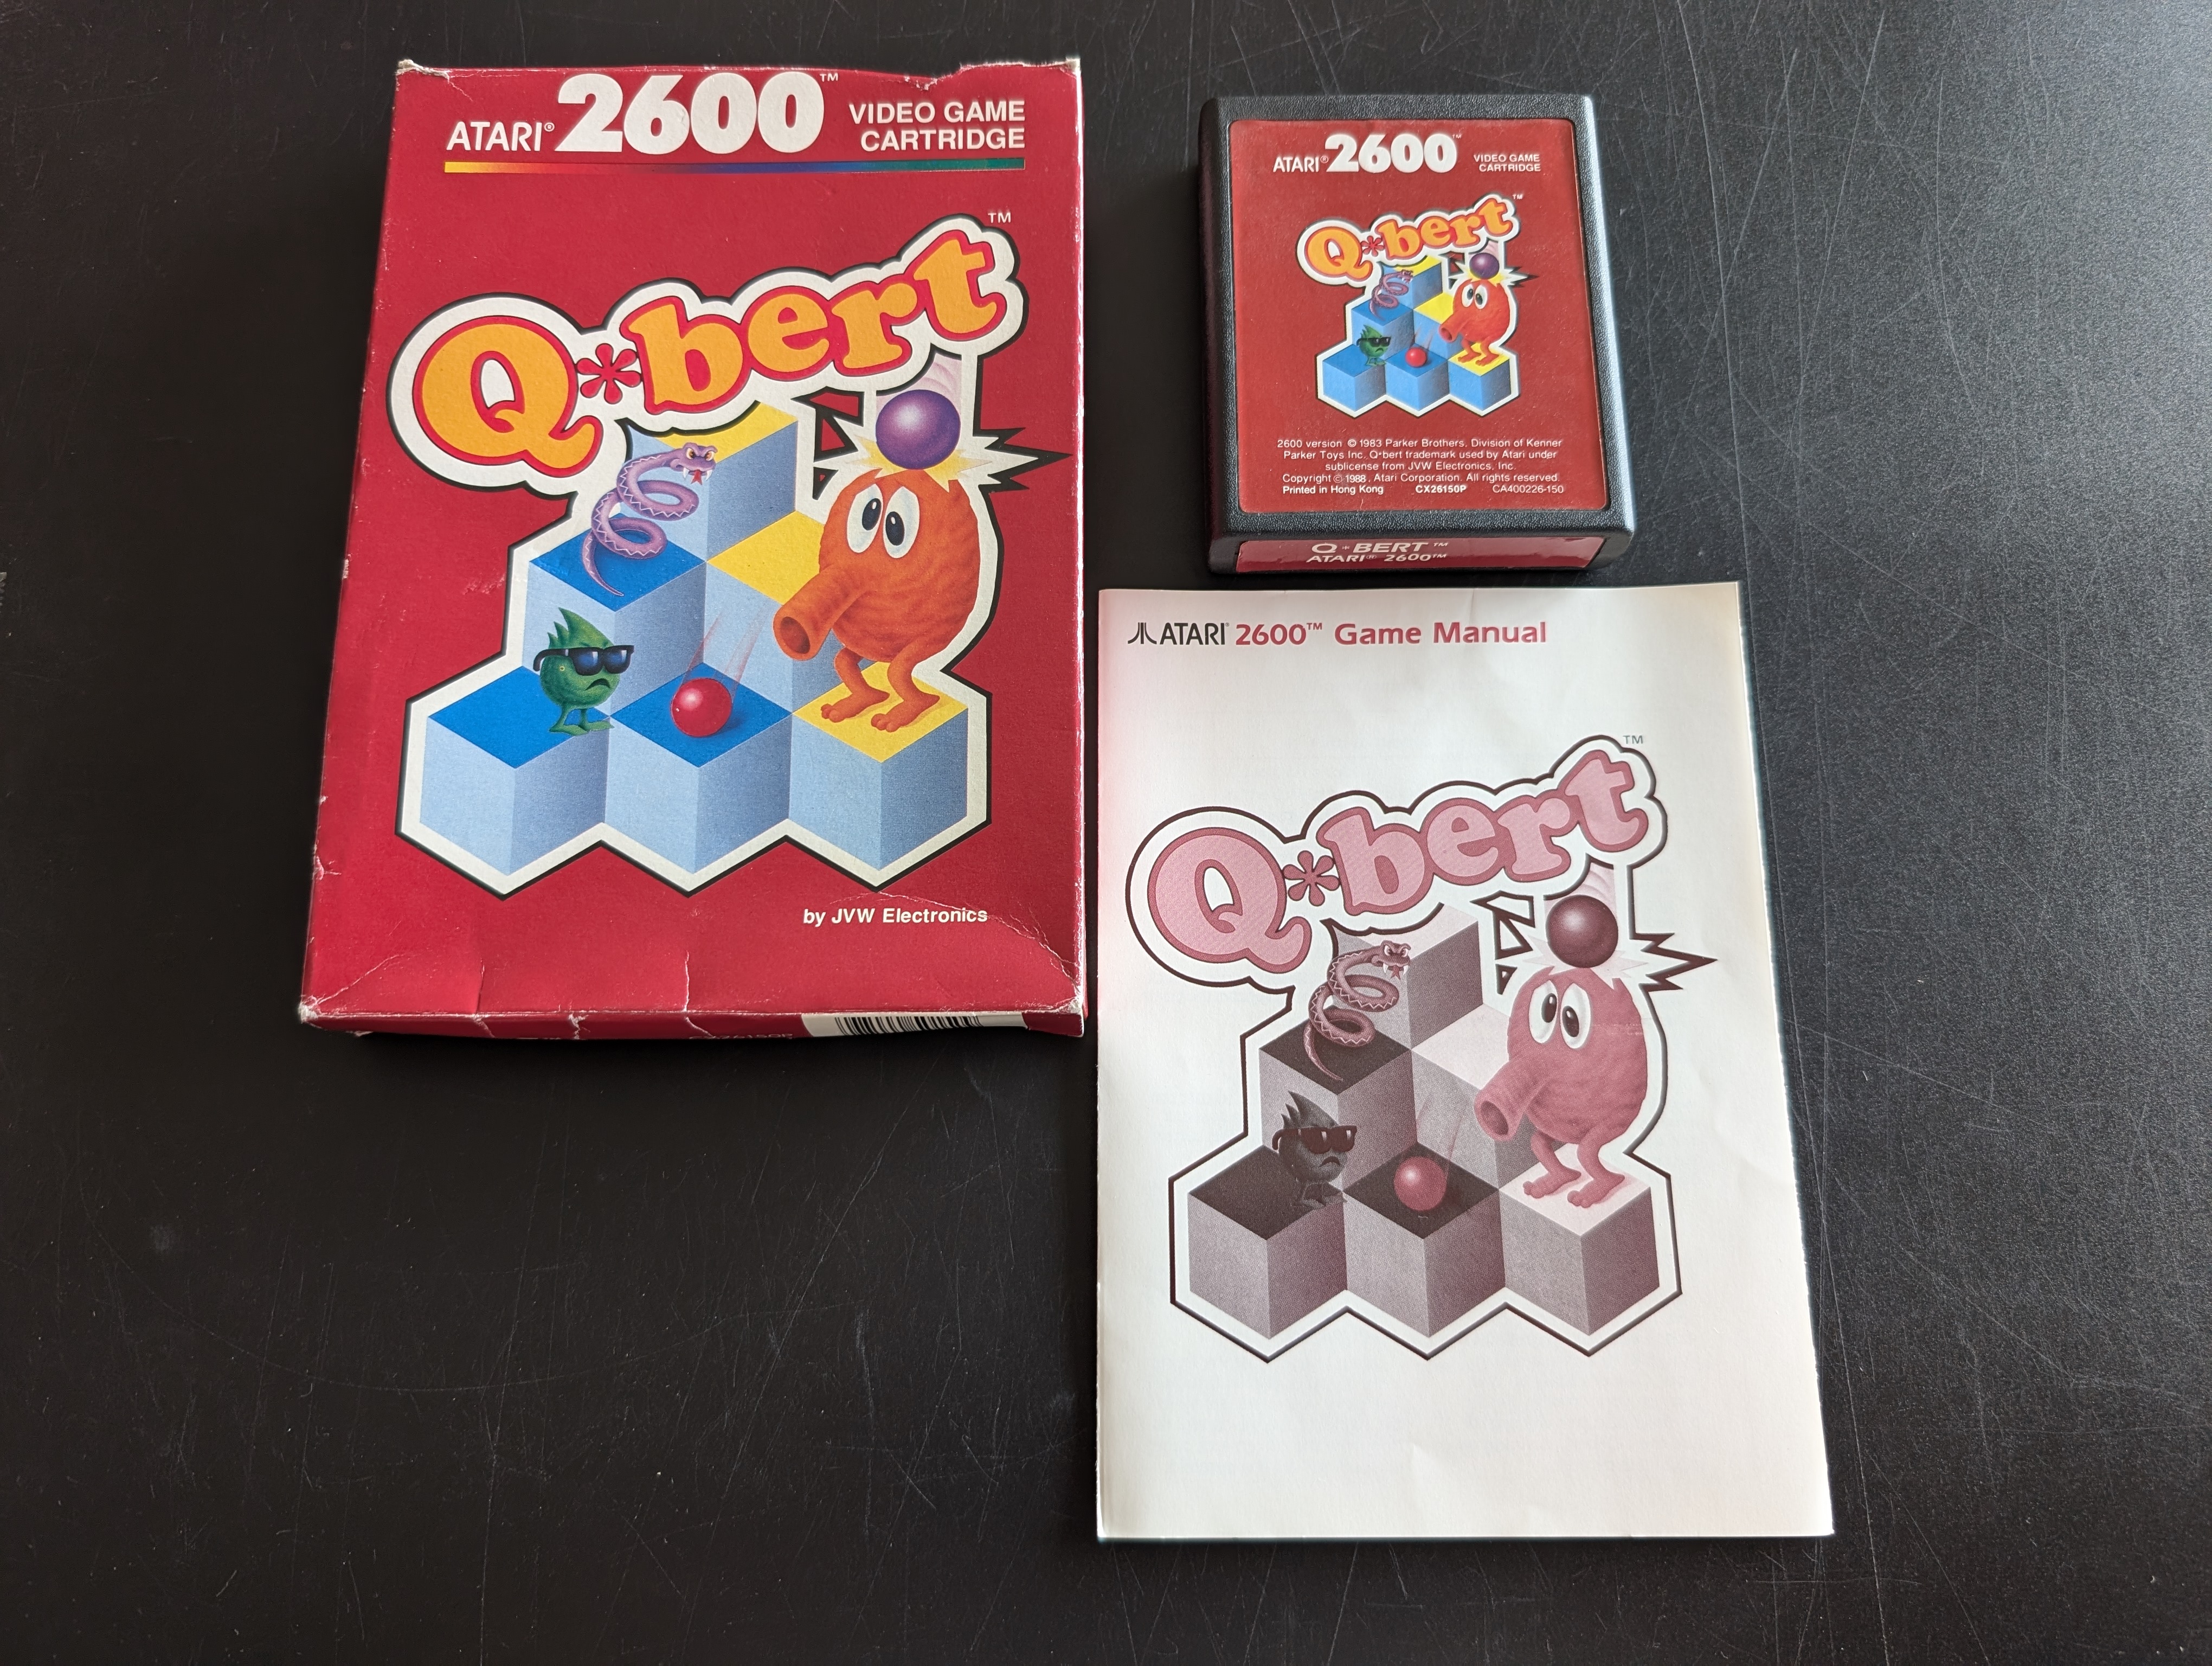 ATARI® 2600™ VIDEO GAME
CARTRIDGE
Q*bert™
by JVW Electronics
ATARI® 2600™ VIDEO GAME
CARTRIDGE
Q*bert™
2600 version © 1983 Parker Brothers, Division of Kenner
Parker Toys Inc. Q*bert trademark used by Atari under
sublicense from JVW Electronics, Inc.
Copyright © 1988, Atari Corporation. All rights reserved.
Printed in Hong Kong CX26150P CA400226-150
Q*BERT™
ATARI® 2600™
ATARI® 2600™ Game Manual
Q*bert™